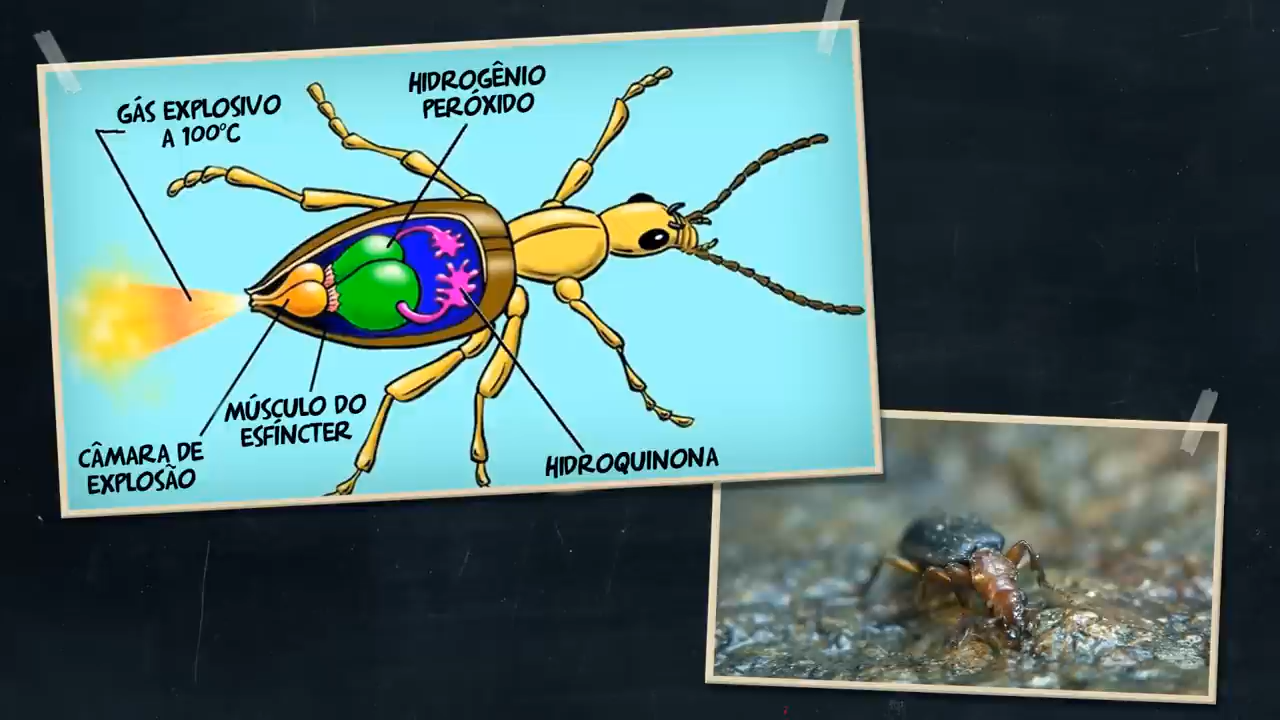 GÁS EXPLOSIVO
A 100°C
HIDROGÊNIO
PERÓXIDO
MÚSCULO DO
ESFÍNCTER
CÂMARA DE
EXPLOSÃO
HIDROQUINONA